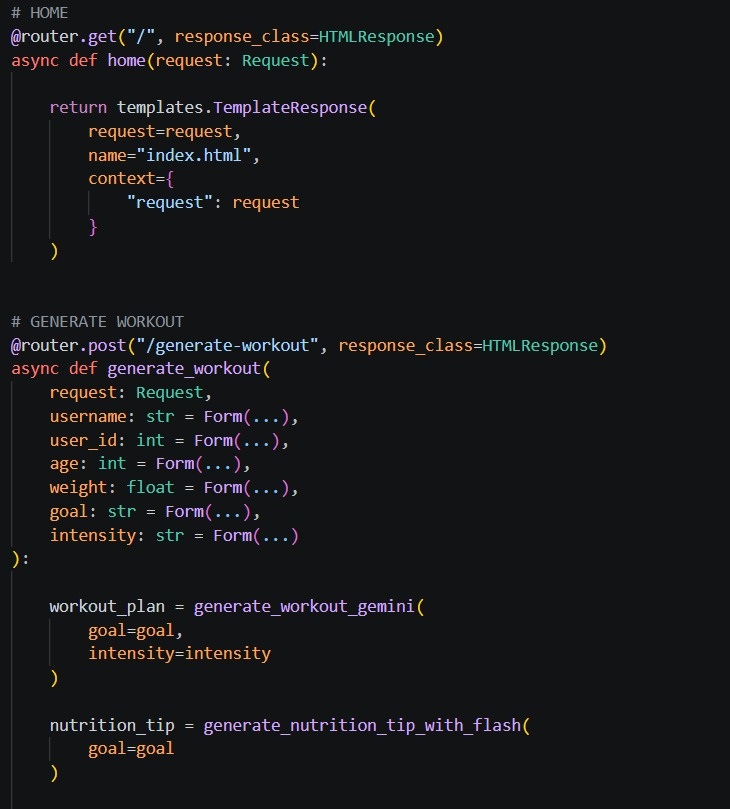 # HOME
@router.get("/", response_class=HTMLResponse)
async def home(request: Request):
    return templates.TemplateResponse(
        request=request,
        name="index.html",
        context={
            "request": request
        }
    )
# GENERATE WORKOUT
@router.post("/generate-workout", response_class=HTMLResponse)
async def generate_workout(
    request: Request,
    username: str = Form(...),
    user_id: int = Form(...),
    age: int = Form(...),
    weight: float = Form(...),
    goal: str = Form(...),
    intensity: str = Form(...)
):
    workout_plan = generate_workout_gemini(
        goal=goal,
        intensity=intensity
    )
    nutrition_tip = generate_nutrition_tip_with_flash(
        goal=goal
    )